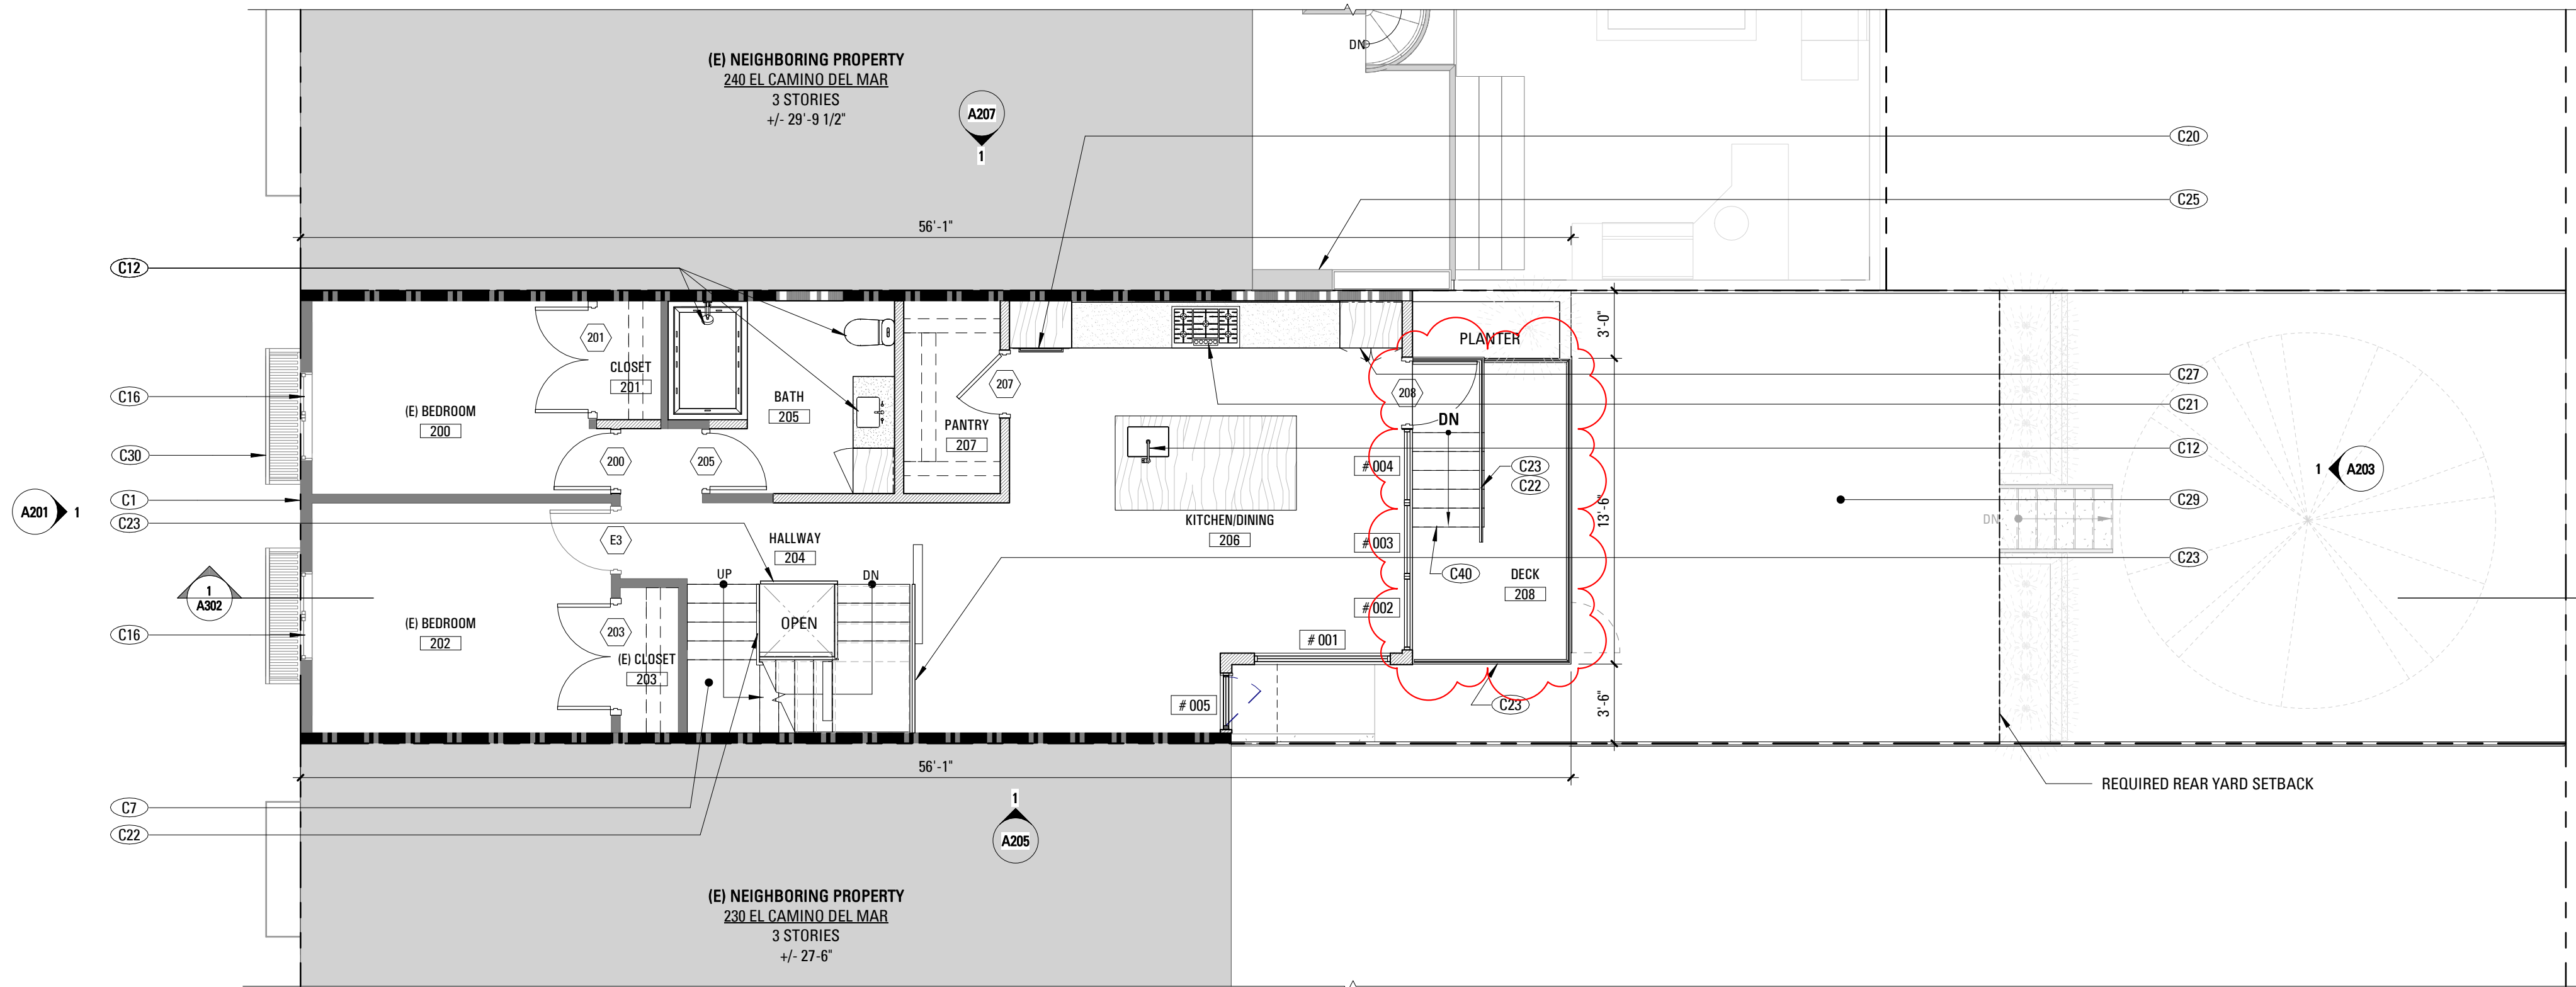 (E) NEIGHBORING PROPERTY
240 EL CAMINO DEL MAR
3 STORIES
+/- 29'-9 1/2"
A207
1
DN
C20
C25
56'-1"
C12
C16
C30
C1
C23
A201
1
1
A302
C16
C7
C22
(E) BEDROOM
200
201
CLOSET
201
BATH
205
200
205
PANTRY
207
207
KITCHEN/DINING
206
HALLWAY
204
E3
UP
DN
OPEN
(E) BEDROOM
202
203
(E) CLOSET
203
PLANTER
208
DN
# 004
# 003
# 002
# 001
# 005
C23
C22
C40
DECK
208
C23
3'-0"
13'-6"
3'-6"
C27
C21
C12
C29
C23
DN
1
A203
REQUIRED REAR YARD SETBACK
56'-1"
1
A205
(E) NEIGHBORING PROPERTY
230 EL CAMINO DEL MAR
3 STORIES
+/- 27-6"